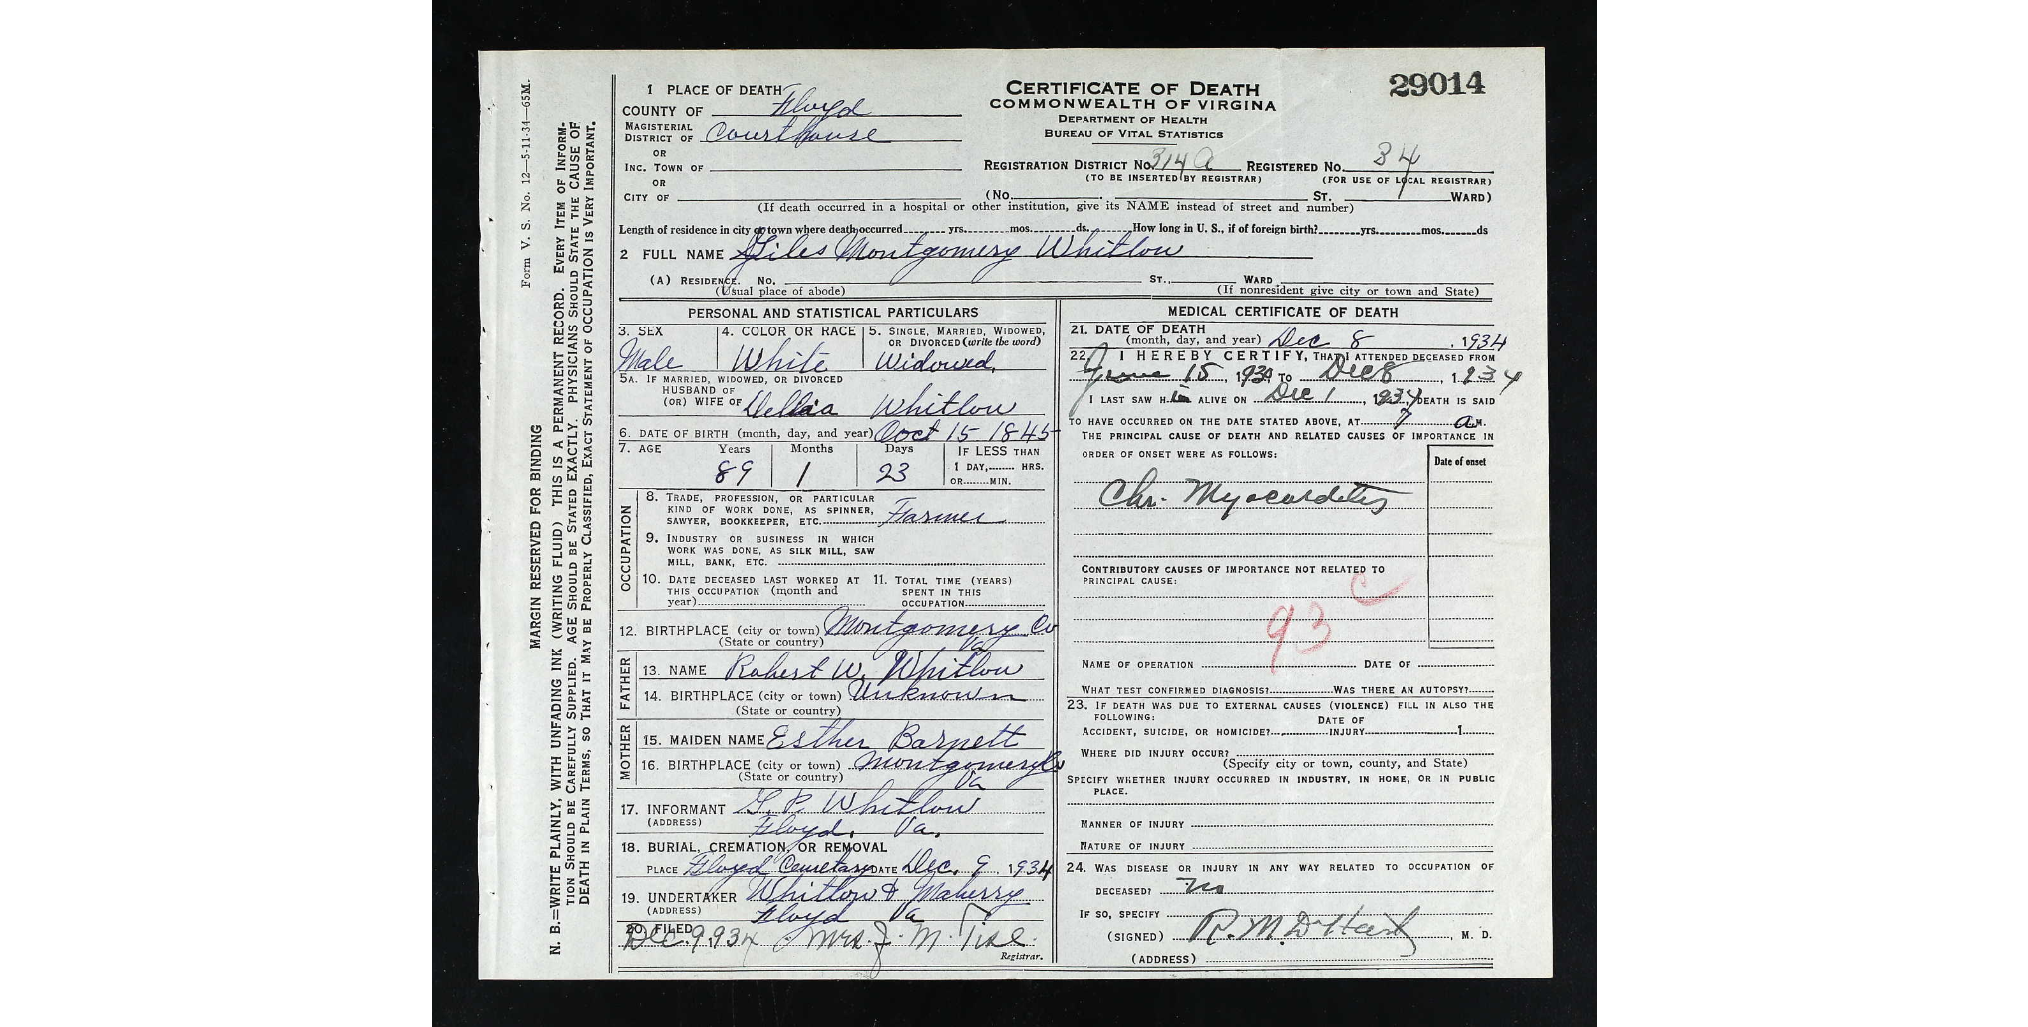 29014
1 PLACE OF DEATH
COUNTY OF Floyd
MAGISTERIAL
DISTRICT OF Courthouse
OR
INC. TOWN OF
OR
CITY OF
CERTIFICATE OF DEATH
COMMONWEALTH OF VIRGINA
DEPARTMENT OF HEALTH
BUREAU OF VITAL STATISTICS
REGISTRATION DISTRICT NO. 314 A REGISTERED NO. 34
(TO BE INSERTED BY REGISTRAR) (FOR USE OF LOCAL REGISTRAR)
(NO. ST. WARD)
(If death occurred in a hospital or other institution, give its NAME instead of street and number)
Length of residence in city or town where death occurred yrs. mos. ds. How long in U. S., if of foreign birth? yrs. mos. ds
2 FULL NAME Giles Montgomery Whitlow
(A) RESIDENCE. NO. ST., WARD
(Usual place of abode) (If nonresident give city or town and State)
PERSONAL AND STATISTICAL PARTICULARS
3. SEX 4. COLOR OR RACE 5. SINGLE, MARRIED, WIDOWED,
OR DIVORCED (write the word)
Male White Widowed,
5A. IF MARRIED, WIDOWED, OR DIVORCED
HUSBAND OF
(OR) WIFE OF Dellia Whitlow
6. DATE OF BIRTH (month, day, and year) Ooct 15 1845
7. AGE Years Months Days IF LESS THAN
89 1 23 1 DAY, HRS.
OR MIN.
OCCUPATION
8. TRADE, PROFESSION, OR PARTICULAR
KIND OF WORK DONE, AS SPINNER,
SAWYER, BOOKKEEPER, ETC. Farmer
9. INDUSTRY OR BUSINESS IN WHICH
WORK WAS DONE, AS SILK MILL, SAW
MILL, BANK, ETC.
10. DATE DECEASED LAST WORKED AT 11. TOTAL TIME (YEARS)
THIS OCCUPATION (month and SPENT IN THIS
year) OCCUPATION
12. BIRTHPLACE (city or town) Montgomery Co
(State or country) Va
FATHER
13. NAME Robert W. Whitlow
14. BIRTHPLACE (city or town) Unknown
(State or country)
MOTHER
15. MAIDEN NAME Esther Barnett
16. BIRTHPLACE (city or town) Montgomery Co
(State or country) Va
17. INFORMANT G. P. Whitlow
(ADDRESS) Floyd, Va.
18. BURIAL, CREMATION, OR REMOVAL
PLACE Floyd Cemetary DATE Dec. 9 1934
19. UNDERTAKER Whitlow & Maberry
(ADDRESS) Floyd Va
20. FILED
Dec. 9, 1934 Mrs. J. M. Tise.
Registrar.
MEDICAL CERTIFICATE OF DEATH
21. DATE OF DEATH
(month, day, and year) Dec 8, 1934
22. I HEREBY CERTIFY, THAT I ATTENDED DECEASED FROM
June 15, 1930 TO Dec 8, 1934
I LAST SAW H im ALIVE ON Dec 1, 1934, DEATH IS SAID
TO HAVE OCCURRED ON THE DATE STATED ABOVE, AT 7 a M.
THE PRINCIPAL CAUSE OF DEATH AND RELATED CAUSES OF IMPORTANCE IN
ORDER OF ONSET WERE AS FOLLOWS: Date of onset
Chr. Myocarditis
CONTRIBUTORY CAUSES OF IMPORTANCE NOT RELATED TO
PRINCIPAL CAUSE:
93 C
NAME OF OPERATION DATE OF
WHAT TEST CONFIRMED DIAGNOSIS? WAS THERE AN AUTOPSY?
23. IF DEATH WAS DUE TO EXTERNAL CAUSES (VIOLENCE) FILL IN ALSO THE
FOLLOWING: DATE OF
ACCIDENT, SUICIDE, OR HOMICIDE? INJURY 1
WHERE DID INJURY OCCUR?
(Specify city or town, county, and State)
SPECIFY WHETHER INJURY OCCURRED IN INDUSTRY, IN HOME, OR IN PUBLIC
PLACE.
MANNER OF INJURY
NATURE OF INJURY
24. WAS DISEASE OR INJURY IN ANY WAY RELATED TO OCCUPATION OF
DECEASED? no
IF SO, SPECIFY
(SIGNED) R. M. DeHart, M. D.
(ADDRESS)
Form V. S. No. 12—5-11-34—65M.
MARGIN RESERVED FOR BINDING
N. B.=WRITE PLAINLY, WITH UNFADING INK (WRITING FLUID) THIS IS A PERMANENT RECORD. EVERY ITEM OF INFORM-
TION SHOULD BE CAREFULLY SUPPLIED. AGE SHOULD BE STATED EXACTLY. PHYSICIANS SHOULD STATE THE CAUSE OF
DEATH IN PLAIN TERMS, SO THAT IT MAY BE PROPERLY CLASSIFIED, EXACT STATEMENT OF OCCUPATION IS VERY IMPORTANT.